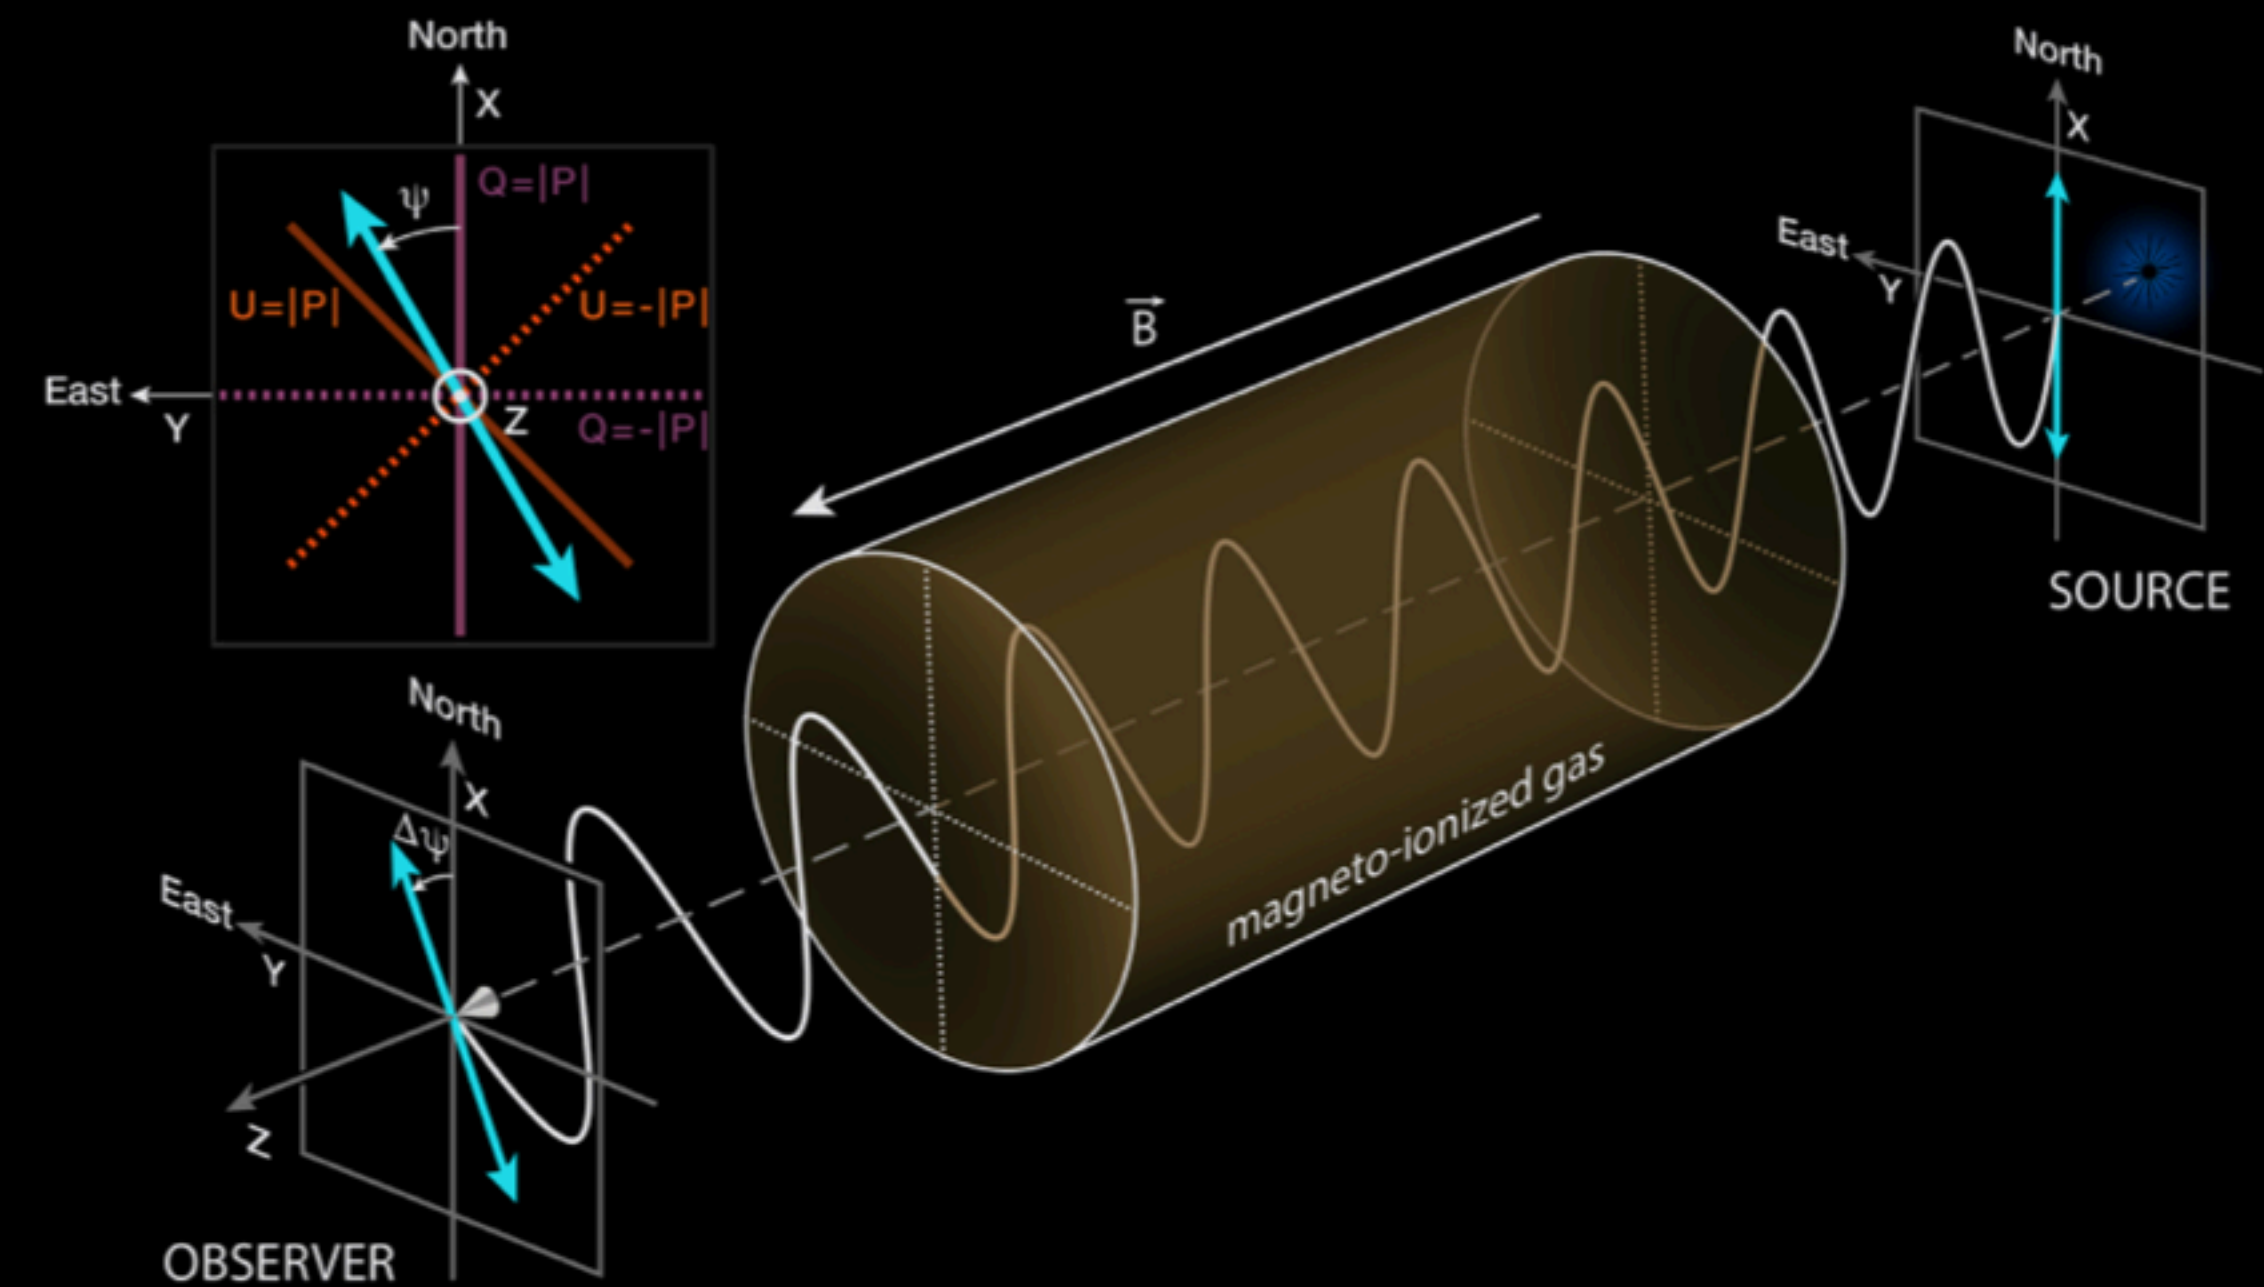 North
X
Q=|P|
ψ
U=|P|
U=-|P|
East
Y
Z
Q=-|P|
B⃗
North
X
East
Y
SOURCE
magneto-ionized gas
North
X
Δψ
East
Y
Z
OBSERVER